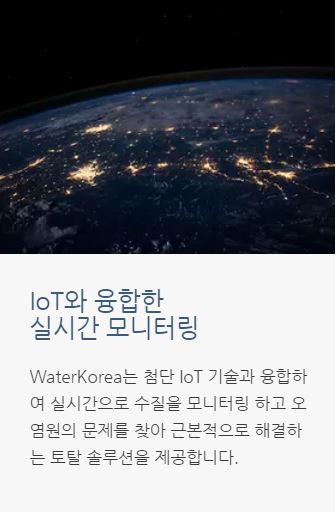 IoT와 융합한
실시간 모니터링
WaterKorea는 첨단 IoT 기술과 융합하
여 실시간으로 수질을 모니터링 하고 오
염원의 문제를 찾아 근본적으로 해결하
는 토탈 솔루션을 제공합니다.